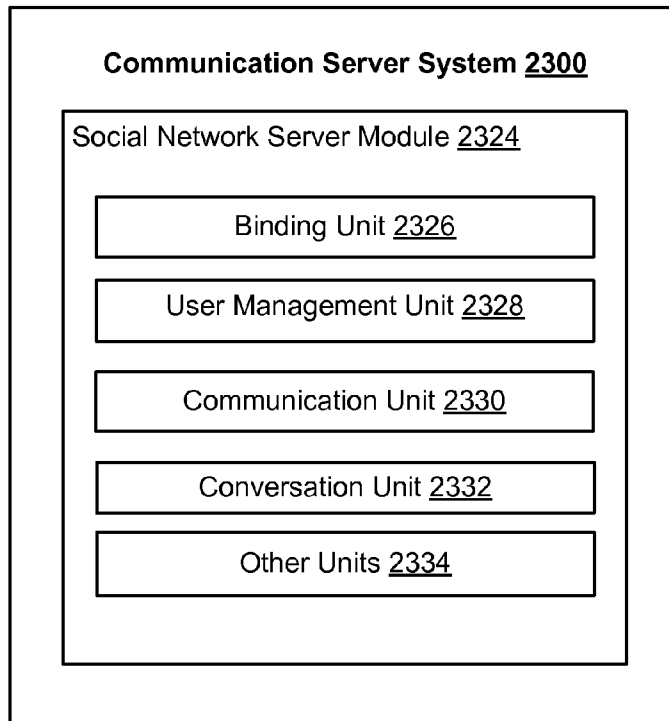 Communication Server System 2300
Social Network Server Module 2324
Binding Unit 2326
User Management Unit 2328
Communication Unit 2330
Conversation Unit 2332
Other Units 2334